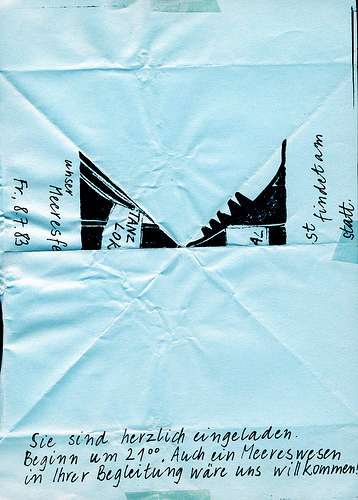 unser
Meeresfe
Fr., 8.7.83
TANZ
LOK
AL
st findet am
statt.
Sie sind herzlich eingeladen.
Beginn um 21⁰⁰. Auch ein Meereswesen
in Ihrer Begleitung wäre uns willkommen!